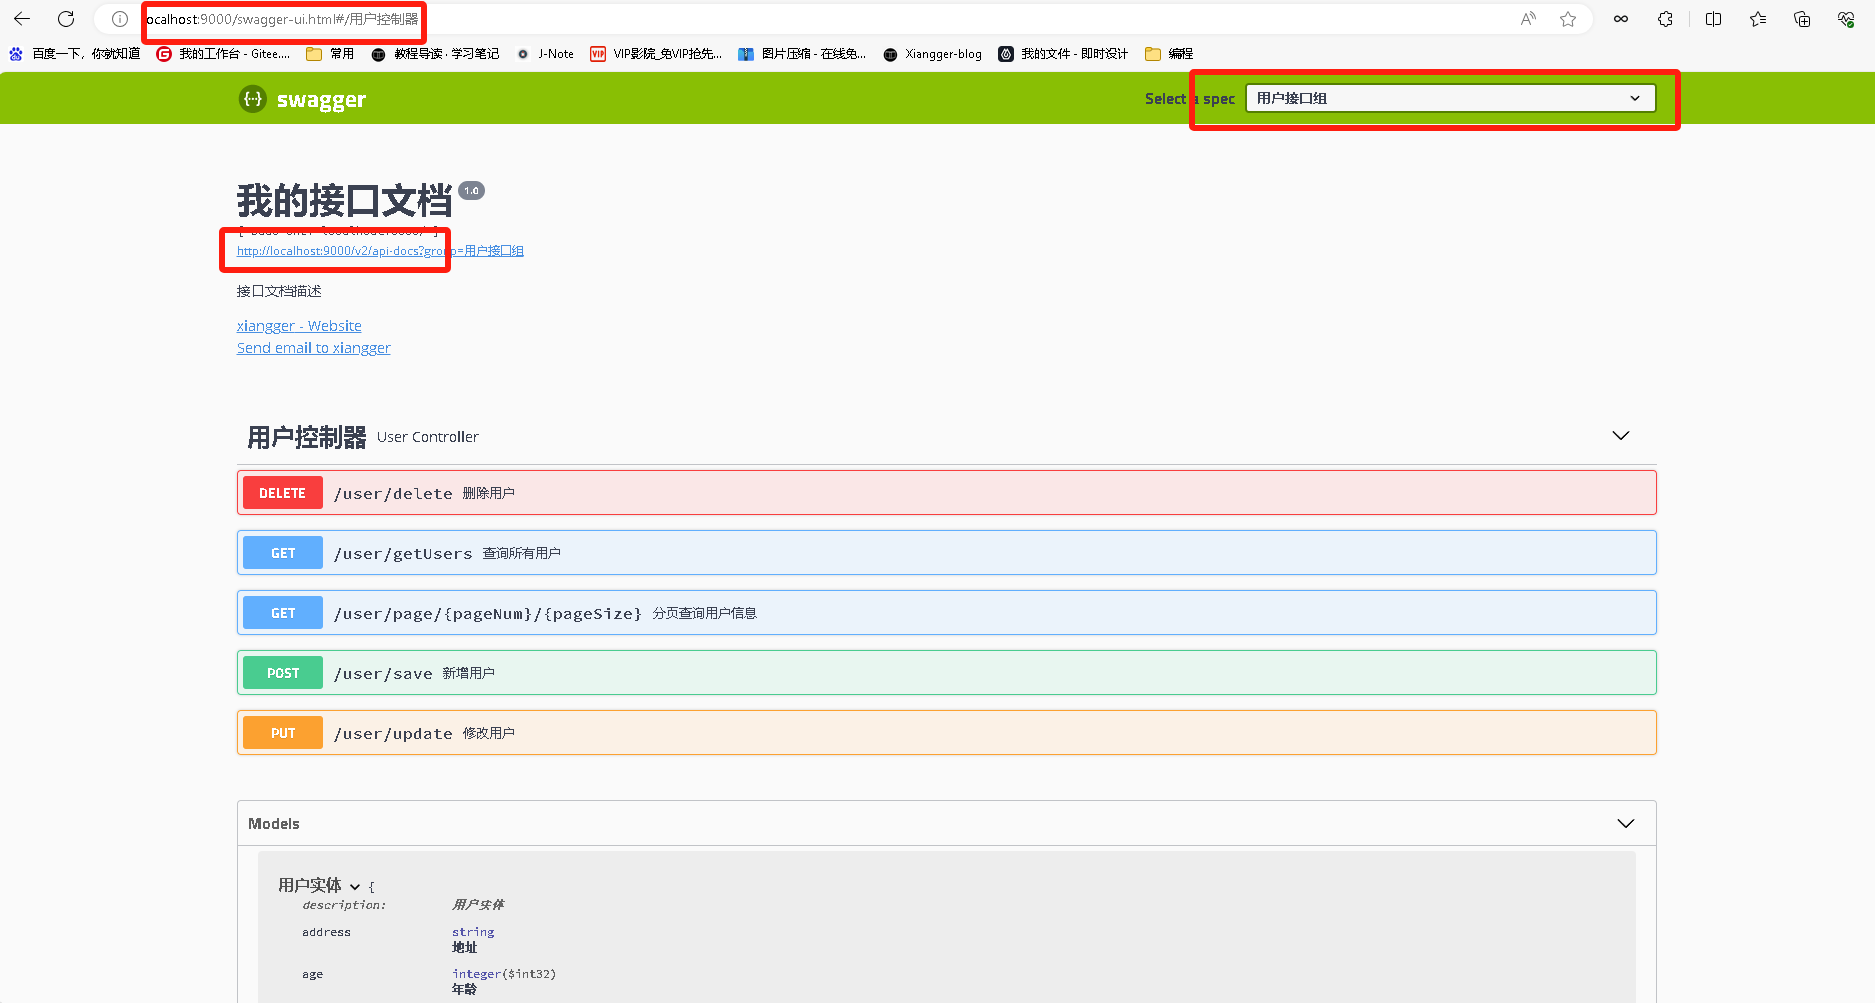 ocalhost:9000/swagger-ui.html#/用户控制器
百度一下，你就知道 我的工作台 - Gitee.... 常用 教程导读 · 学习笔记 J-Note VIP影院_免VIP抢先... 图片压缩 - 在线免... Xiangger-blog 我的文件 - 即时设计 编程
swagger
Select a spec 用户接口组
我的接口文档 1.0
http://localhost:9000/v2/api-docs?group=用户接口组
接口文档描述
xiangger - Website
Send email to xiangger
用户控制器 User Controller
DELETE /user/delete 删除用户
GET /user/getUsers 查询所有用户
GET /user/page/{pageNum}/{pageSize} 分页查询用户信息
POST /user/save 新增用户
PUT /user/update 修改用户
Models
用户实体 {
description: 用户实体
address string
地址
age integer($int32)
年龄